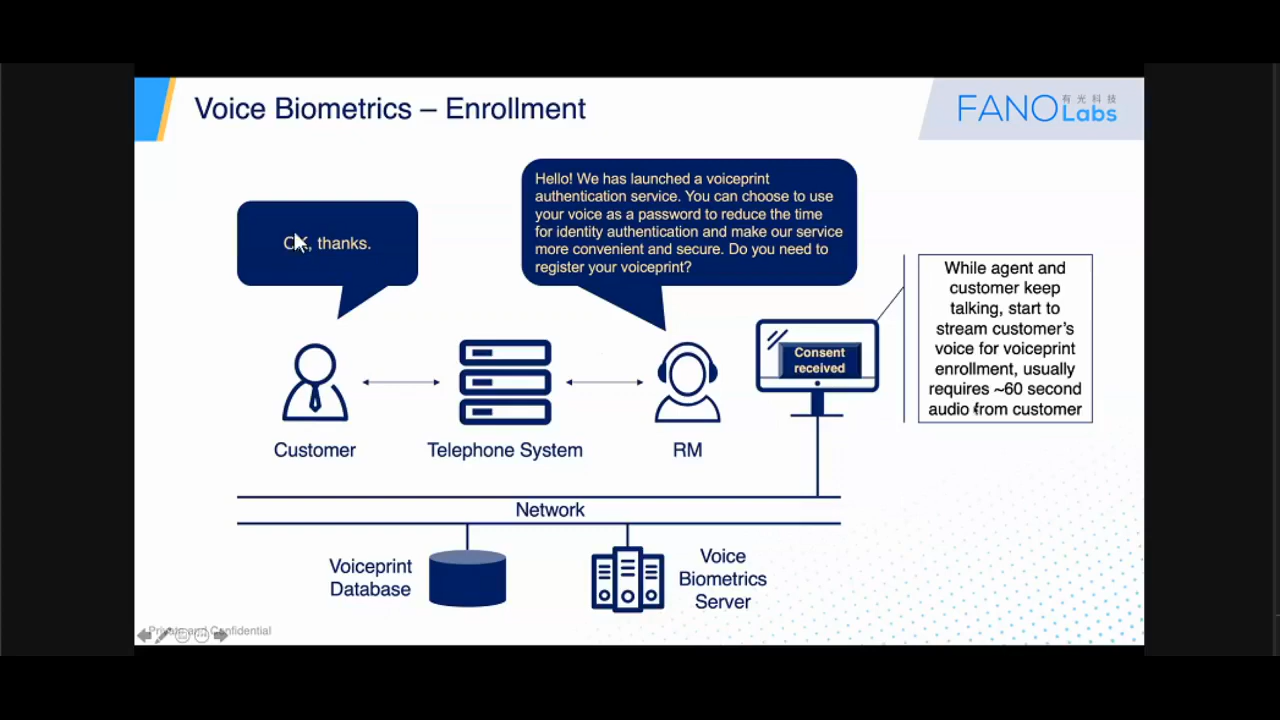 Voice Biometrics – Enrollment
FANO 有光科技
Labs
Hello! We has launched a voiceprint
authentication service. You can choose to use
your voice as a password to reduce the time
for identity authentication and make our service
more convenient and secure. Do you need to
register your voiceprint?
thanks.
While agent and
customer keep
talking, start to
stream customer's
voice for voiceprint
enrollment, usually
requires ~60 second
audio from customer
Consent
received
Customer
Telephone System
RM
Network
Voiceprint
Database
Voice
Biometrics
Server
Private and Confidential